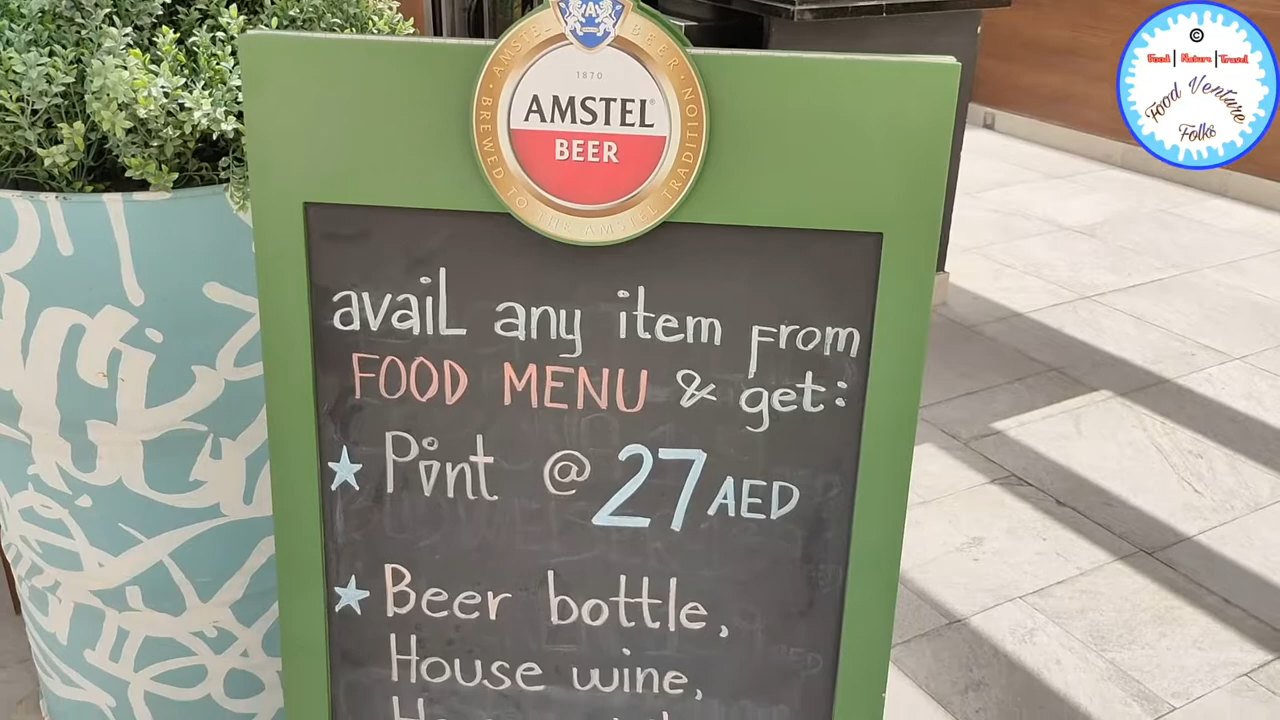 ©
Food | Nature | Travel
Food Venture
Folks
AMSTEL BEER · BREWED TO THE AMSTEL TRADITION
A
1870
AMSTEL®
BEER
avail any item from
FOOD MENU & get:
★ Pint @ 27 AED
★ Beer bottle,
House wine,